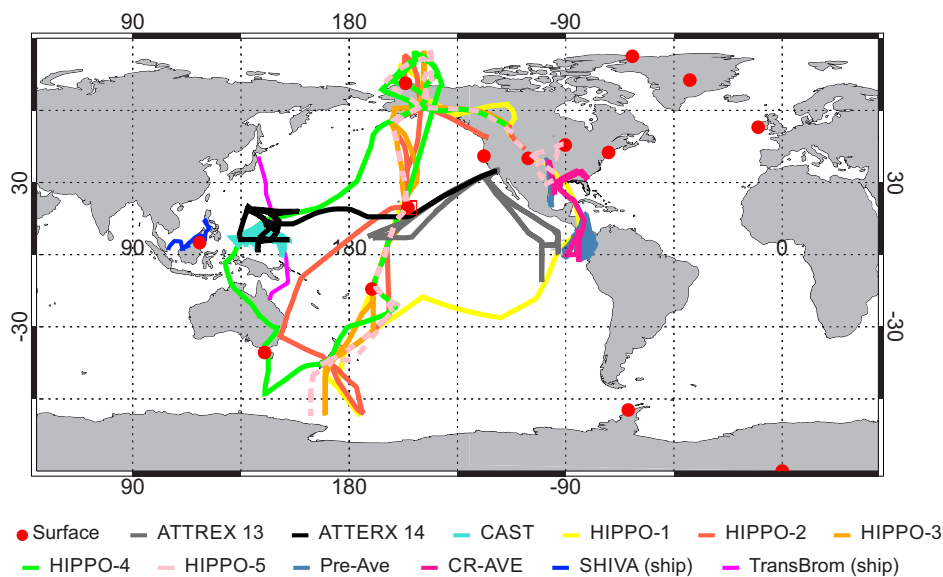 90 180 -90
30 30
90 180 0
-30 -30
90 180 -90
Surface ATTREX 13 ATTERX 14 CAST HIPPO-1 HIPPO-2 HIPPO-3
HIPPO-4 HIPPO-5 Pre-Ave CR-AVE SHIVA (ship) TransBrom (ship)